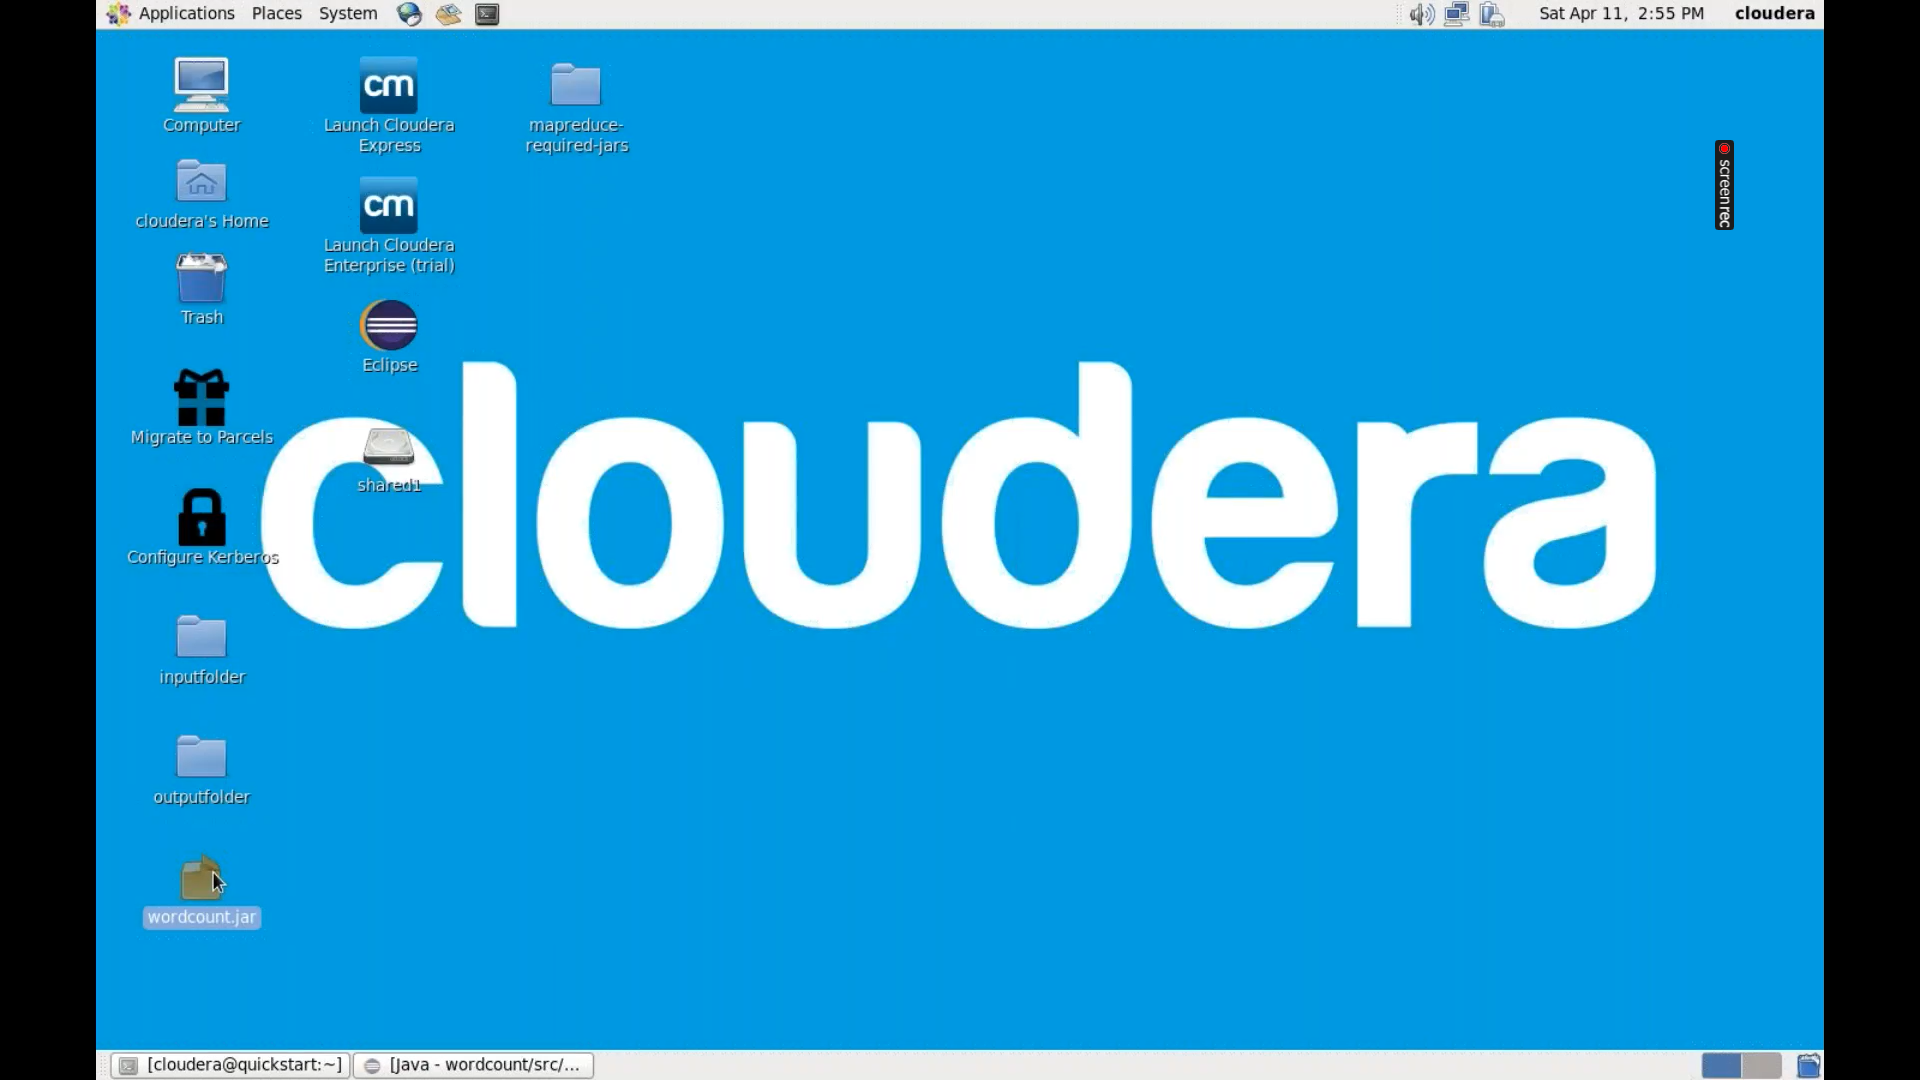 Applications Places System Sat Apr 11, 2:55 PM cloudera
Computer
cloudera's Home
Trash
Migrate to Parcels
Configure Kerberos
inputfolder
outputfolder
wordcount.jar
cm
Launch Cloudera
Express
cm
Launch Cloudera
Enterprise (trial)
Eclipse
shared1
mapreduce-
required-jars
screenrec
cloudera
[cloudera@quickstart:~] [Java - wordcount/src/...